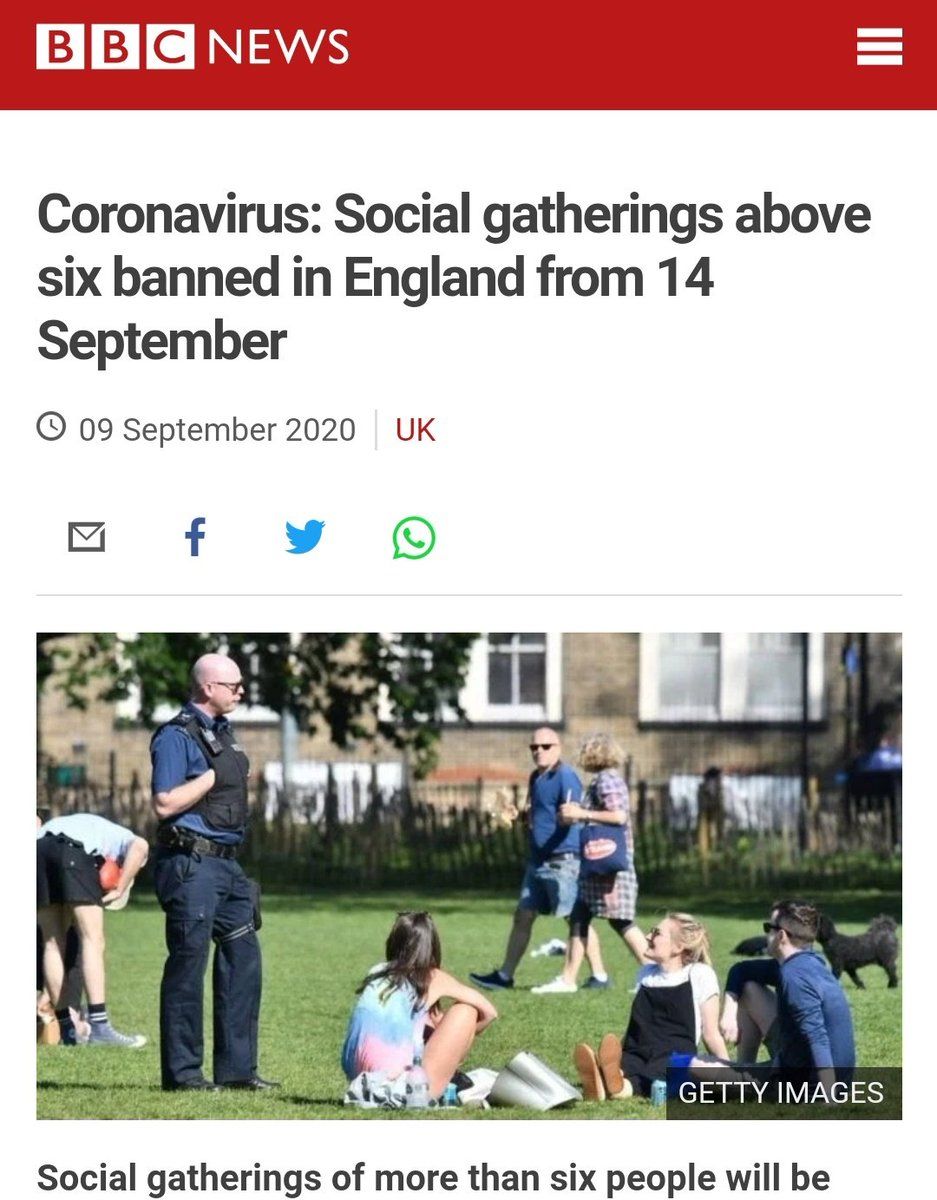 BBC NEWS
Coronavirus: Social gatherings above
six banned in England from 14
September
09 September 2020 | UK
GETTY IMAGES
Social gatherings of more than six people will be